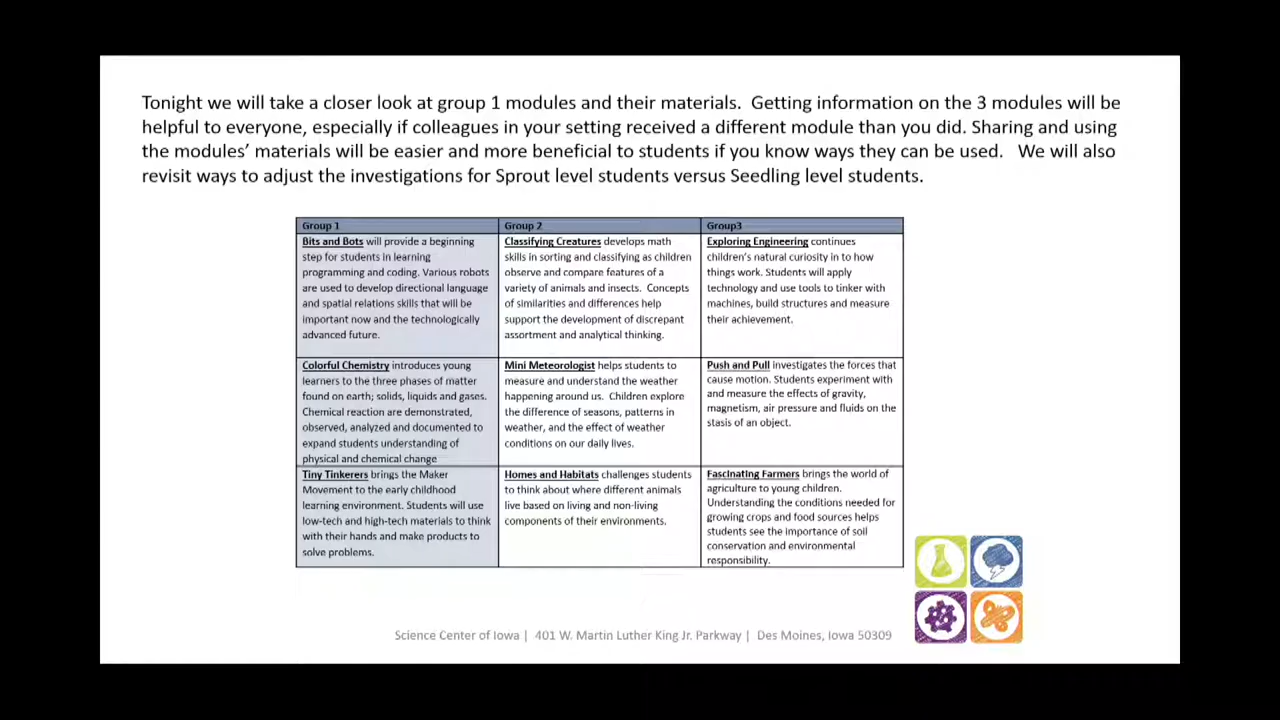 Tonight we will take a closer look at group 1 modules and their materials.  Getting information on the 3 modules will be
helpful to everyone, especially if colleagues in your setting received a different module than you did. Sharing and using
the modules' materials will be easier and more beneficial to students if you know ways they can be used.   We will also
revisit ways to adjust the investigations for Sprout level students versus Seedling level students.
Group 1
Group 2
Group3
Bits and Bots will provide a beginning
step for students in learning
programming and coding. Various robots
are used to develop directional language
and spatial relations skills that will be
important now and the technologically
advanced future.
Classifying Creatures develops math
skills in sorting and classifying as children
observe and compare features of a
variety of animals and insects.  Concepts
of similarities and differences help
support the development of discrepant
assortment and analytical thinking.
Exploring Engineering continues
children's natural curiosity in to how
things work. Students will apply
technology and use tools to tinker with
machines, build structures and measure
their achievement.
Colorful Chemistry introduces young
learners to the three phases of matter
found on earth; solids, liquids and gases.
Chemical reaction are demonstrated,
observed, analyzed and documented to
expand students understanding of
physical and chemical change
Mini Meteorologist helps students to
measure and understand the weather
happening around us.  Children explore
the difference of seasons, patterns in
weather, and the effect of weather
conditions on our daily lives.
Push and Pull investigates the forces that
cause motion. Students experiment with
and measure the effects of gravity,
magnetism, air pressure and fluids on the
stasis of an object.
Tiny Tinkerers brings the Maker
Movement to the early childhood
learning environment. Students will use
low-tech and high-tech materials to think
with their hands and make products to
solve problems.
Homes and Habitats challenges students
to think about where different animals
live based on living and non-living
components of their environments.
Fascinating Farmers brings the world of
agriculture to young children.
Understanding the conditions needed for
growing crops and food sources helps
students see the importance of soil
conservation and environmental
responsibility.
Science Center of Iowa |  401 W. Martin Luther King Jr. Parkway |  Des Moines, Iowa 50309